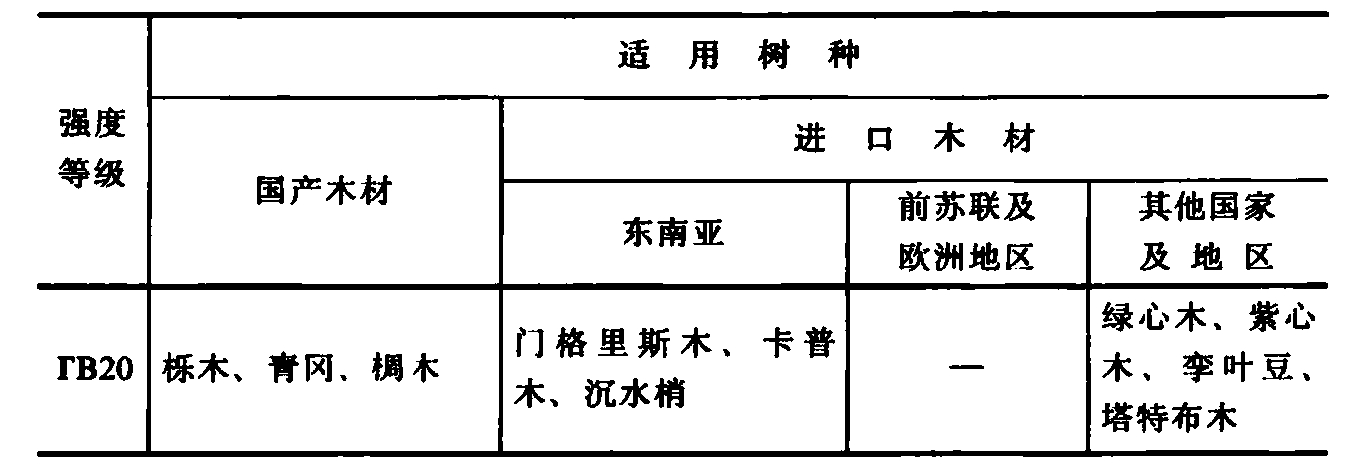 适用树种
强度
等级
国产木材
进口木材
东南亚
前苏联及
欧洲地区
其他国家
及地区
TB20
栎木、青冈、椆木
门格里斯木、卡普
木、沉水梢
—
绿心木、紫心
木、李叶豆、
塔特布木